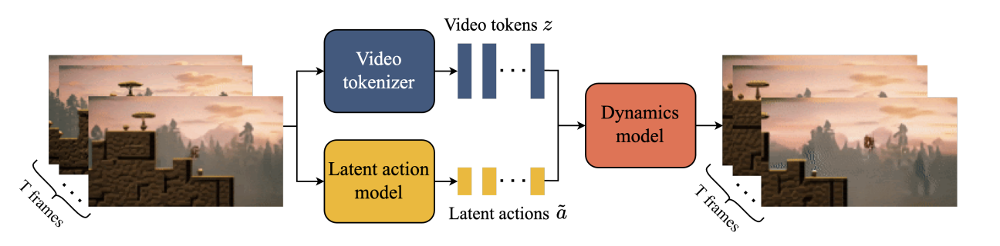 Video tokens z
Video
tokenizer
Latent action
model
Latent actions ã
Dynamics
model
T frames
T frames